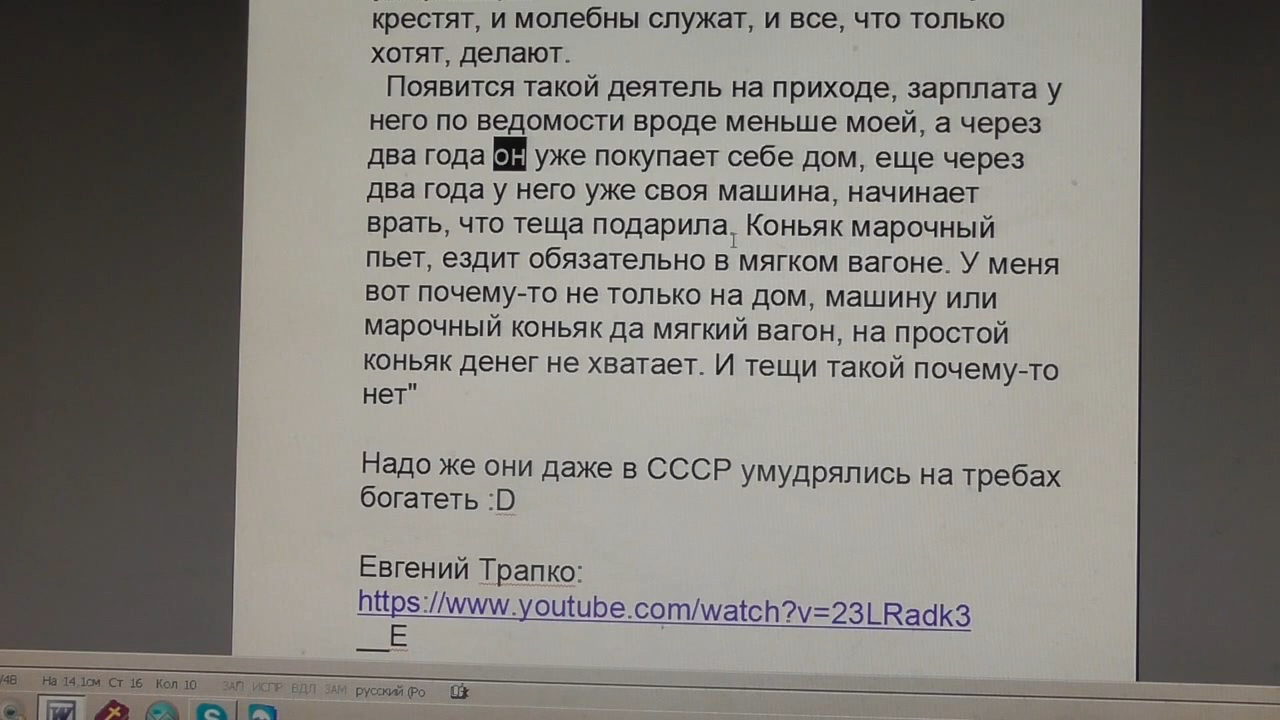 крестят, и молебны служат, и все, что только
хотят, делают.
Появится такой деятель на приходе, зарплата у
него по ведомости вроде меньше моей, а через
два года он уже покупает себе дом, еще через
два года у него уже своя машина, начинает
врать, что теща подарила. Коньяк марочный
пьет, ездит обязательно в мягком вагоне. У меня
вот почему-то не только на дом, машину или
марочный коньяк да мягкий вагон, на простой
коньяк денег не хватает. И тещи такой почему-то
нет"
Надо же они даже в СССР умудрялись на требах
богатеть :D
Евгений Трапко:
https://www.youtube.com/watch?v=23LRadk3
__E
/48 На 14,1см Ст 16 Кол 10 ЗАП ИСПР ВДЛ ЗАМ русский (Ро